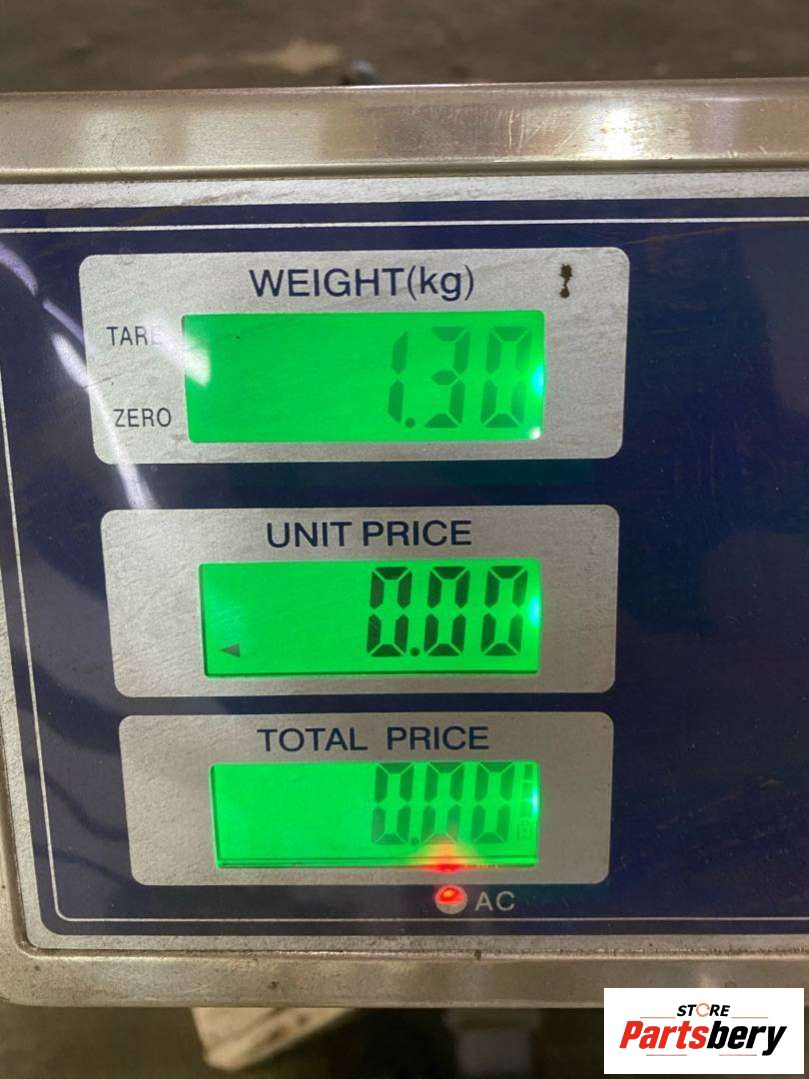 WEIGHT(kg)
TARE
1.30
ZERO
UNIT PRICE
0.00
TOTAL PRICE
0.00
AC
STORE
Partsbery